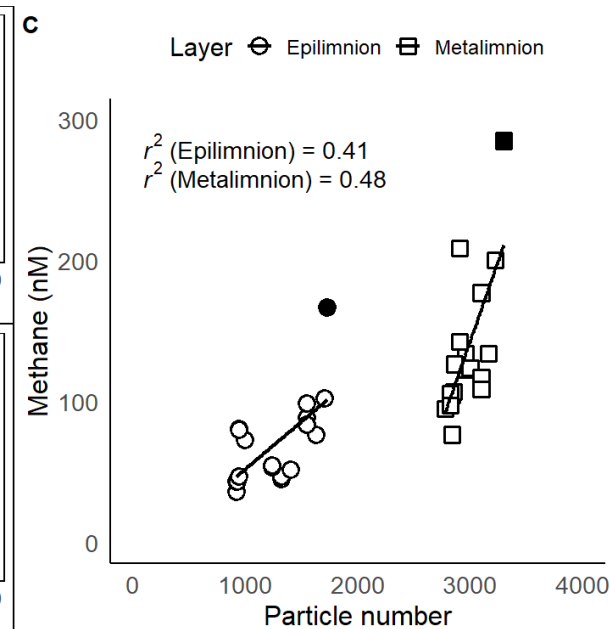 C
Layer Epilimnion Metalimnion
r² (Epilimnion) = 0.41
r² (Metalimnion) = 0.48
Methane (nM)
300
200
100
0
0 1000 2000 3000 4000
Particle number